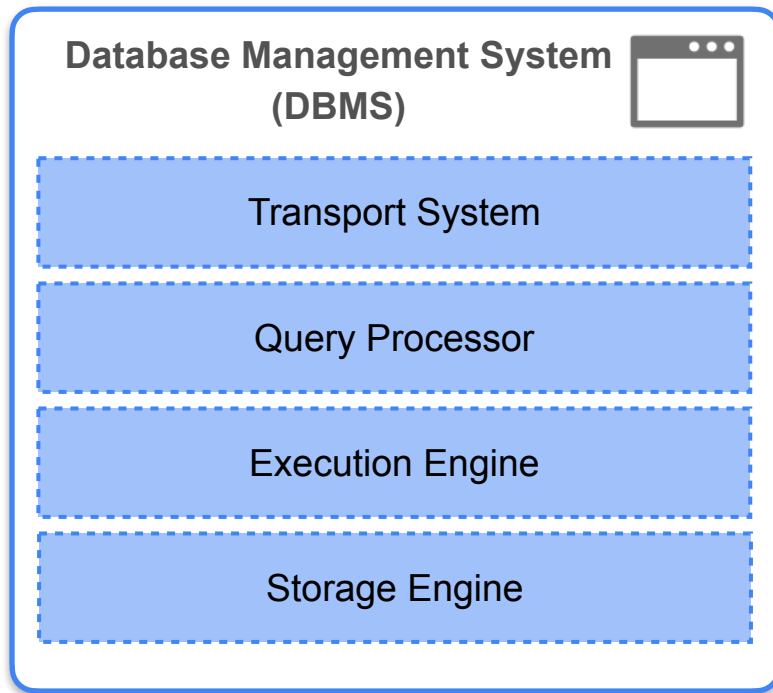 Database Management System
(DBMS)
Transport System
Query Processor
Execution Engine
Storage Engine